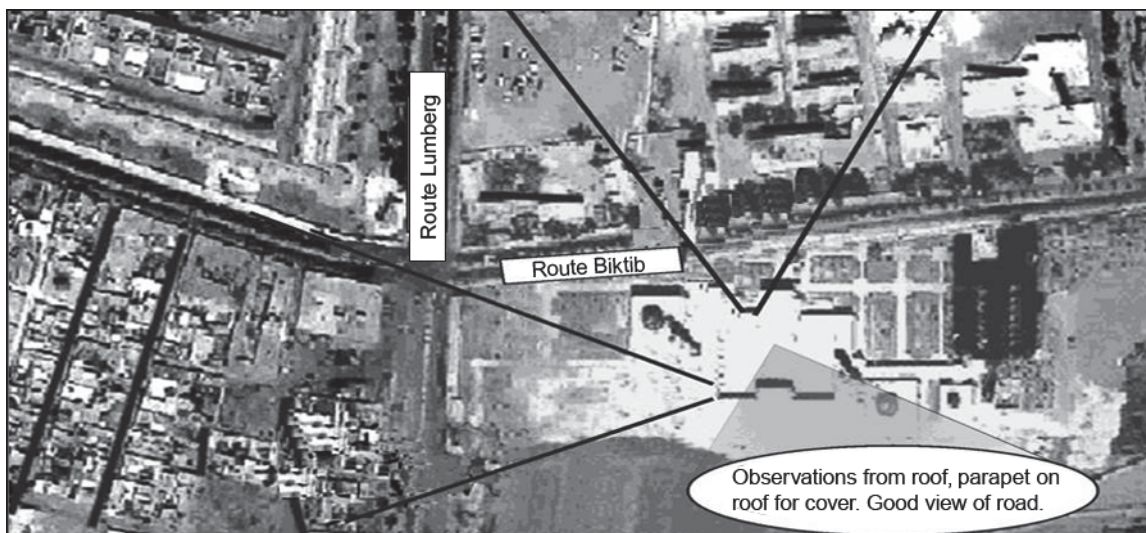 Route Lumberg
Route Biktib
Observations from roof, parapet on
roof for cover. Good view of road.